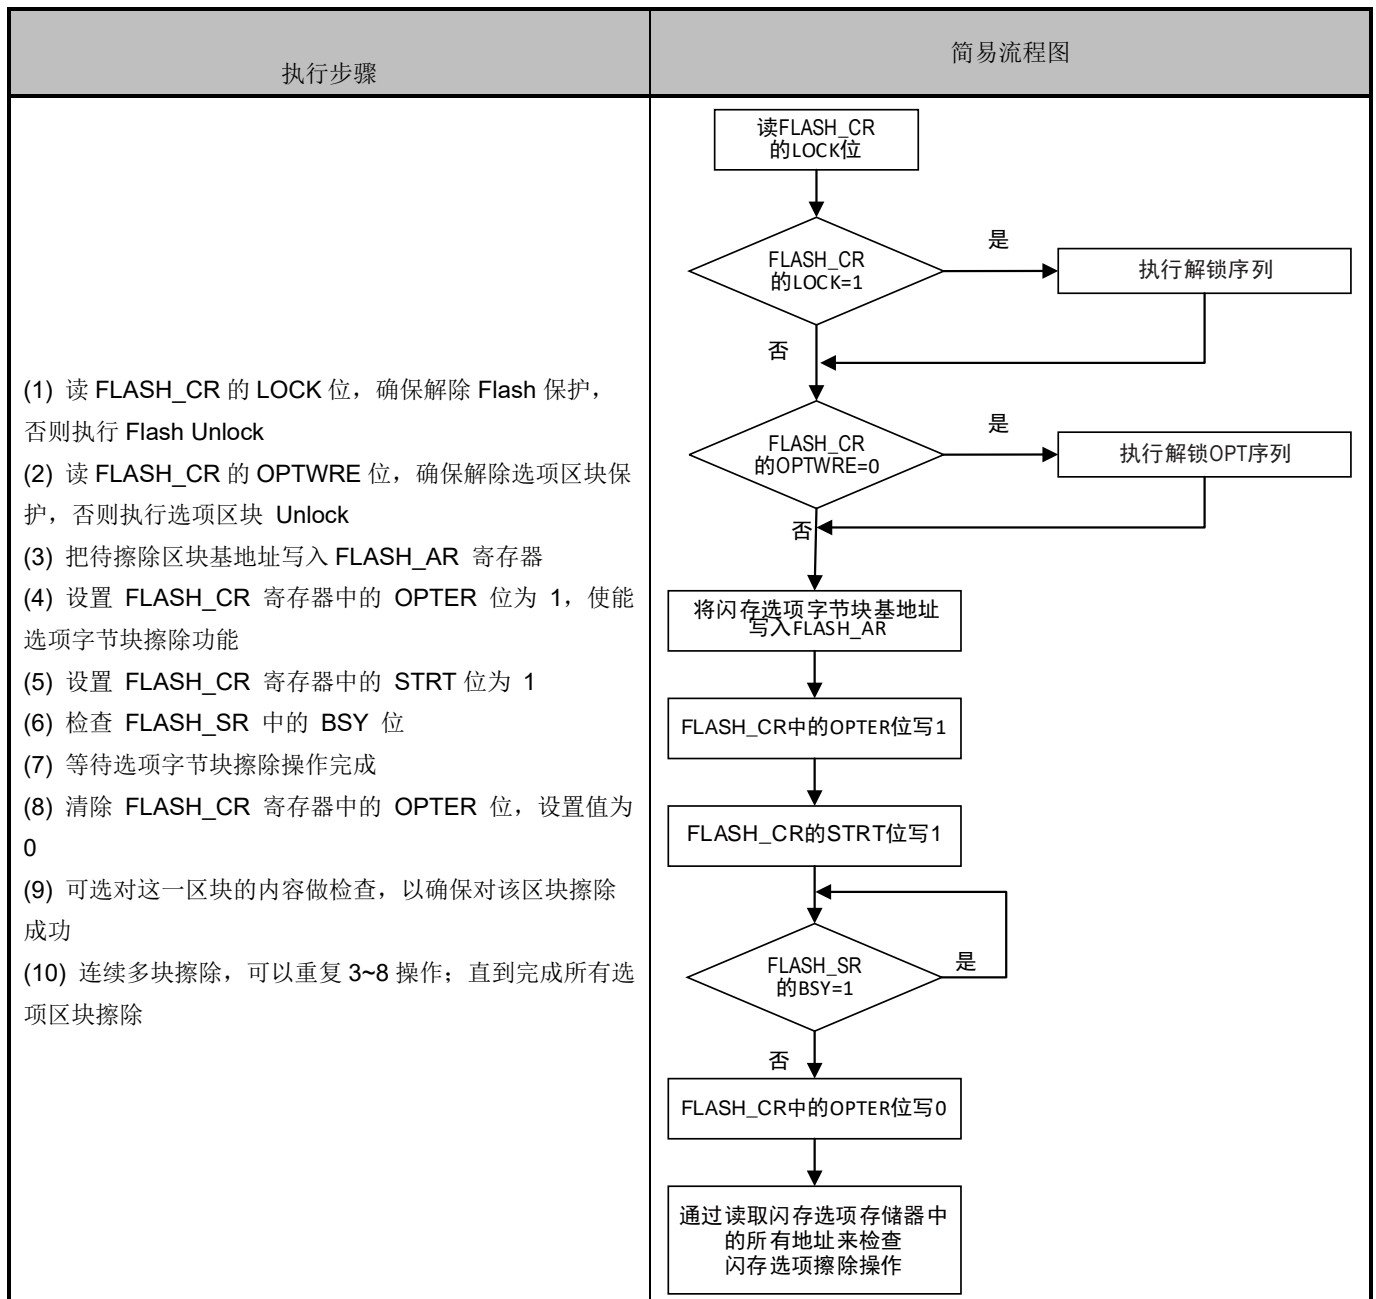 执行步骤
简易流程图
(1) 读 FLASH_CR 的 LOCK 位，确保解除 Flash 保护，
否则执行 Flash Unlock
(2) 读 FLASH_CR 的 OPTWRE 位，确保解除选项区块保
护，否则执行选项区块 Unlock
(3) 把待擦除区块基地址写入 FLASH_AR 寄存器
(4) 设置 FLASH_CR 寄存器中的 OPTER 位为 1，使能
选项字节块擦除功能
(5) 设置 FLASH_CR 寄存器中的 STRT 位为 1
(6) 检查 FLASH_SR 中的 BSY 位
(7) 等待选项字节块擦除操作完成
(8) 清除 FLASH_CR 寄存器中的 OPTER 位，设置值为
0
(9) 可选对这一区块的内容做检查，以确保对该区块擦除
成功
(10) 连续多块擦除，可以重复 3~8 操作；直到完成所有选
项区块擦除
读FLASH_CR
的LOCK位
FLASH_CR
的LOCK=1
是
执行解锁序列
否
FLASH_CR
的OPTWRE=0
是
执行解锁OPT序列
否
将闪存选项字节块基地址
写入FLASH_AR
FLASH_CR中的OPTER位写1
FLASH_CR的STRT位写1
FLASH_SR
的BSY=1
是
否
FLASH_CR中的OPTER位写0
通过读取闪存选项存储器中
的所有地址来检查
闪存选项擦除操作